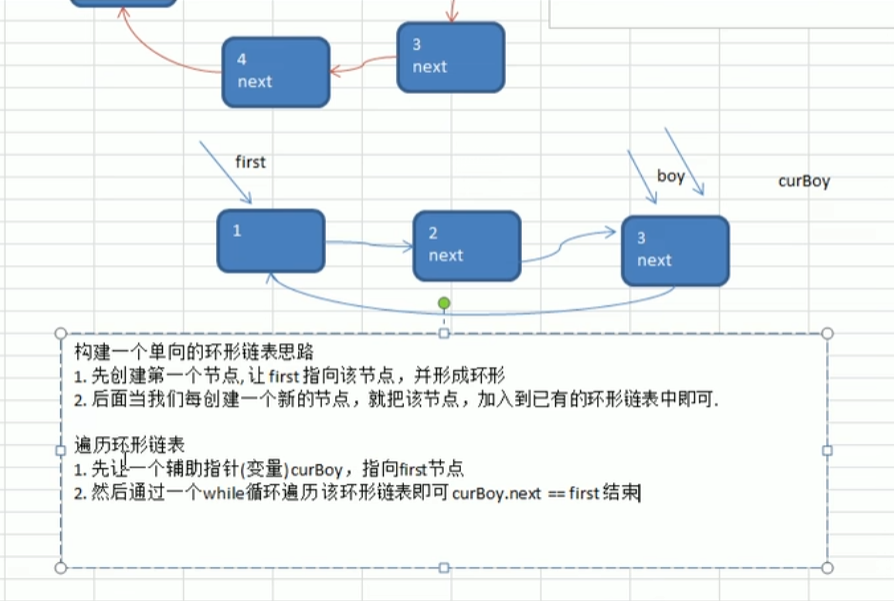 4
next
3
next
first
boy
curBoy
1
2
next
3
next
构建一个单向的环形链表思路
1. 先创建第一个节点, 让 first 指向该节点，并形成环形
2. 后面当我们每创建一个新的节点，就把该节点，加入到已有的环形链表中即可.
遍历环形链表
1. 先让一个辅助指针(变量) curBoy，指向first节点
2. 然后通过一个while循环遍历 该环形链表即可 curBoy.next == first 结束